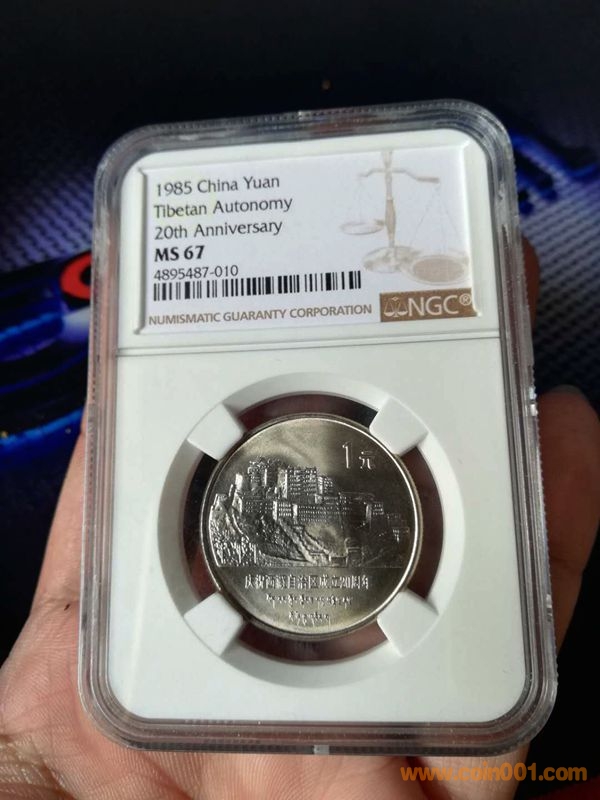 1985 China Yuan
Tibetan Autonomy
20th Anniversary
MS 67
4895487-010
NUMISMATIC GUARANTY CORPORATION
NGC®
1元
庆祝西藏自治区成立20周年
www.coin001.com